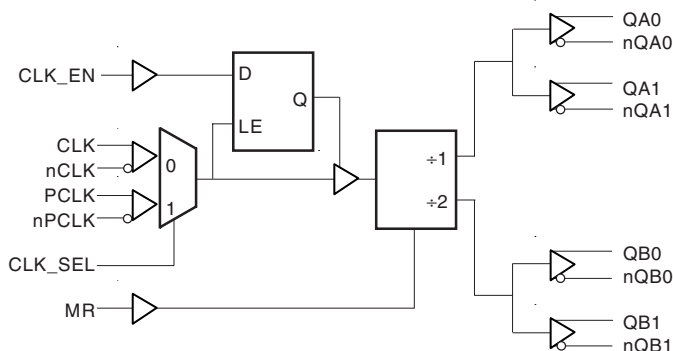 QA0
nQA0
CLK_EN
D
Q
QA1
nQA1
LE
CLK
nCLK
0
÷1
PCLK
nPCLK
1
÷2
CLK_SEL
QB0
nQB0
MR
QB1
nQB1